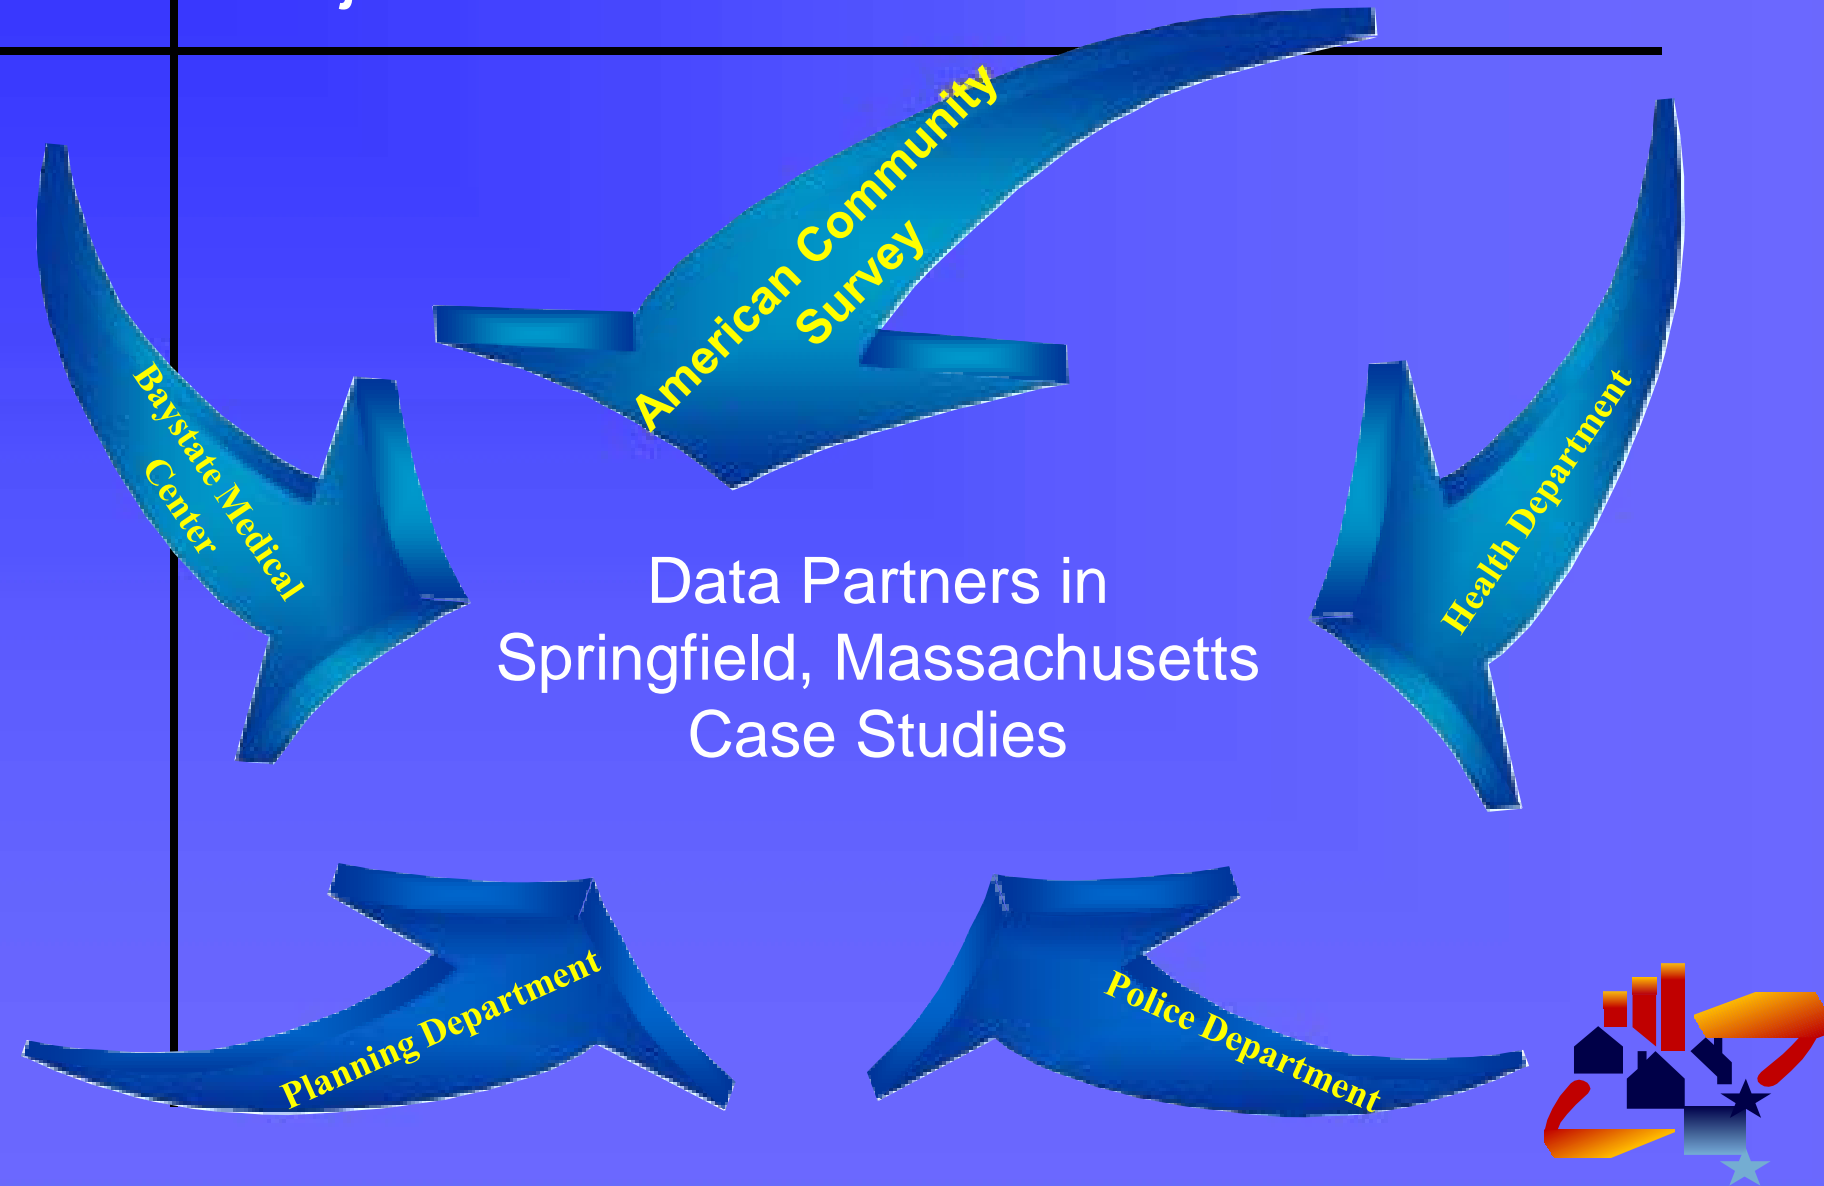 American Community
Survey
Baystate Medical
Center
Health Department
Data Partners in
Springfield, Massachusetts
Case Studies
Planning Department
Police Department